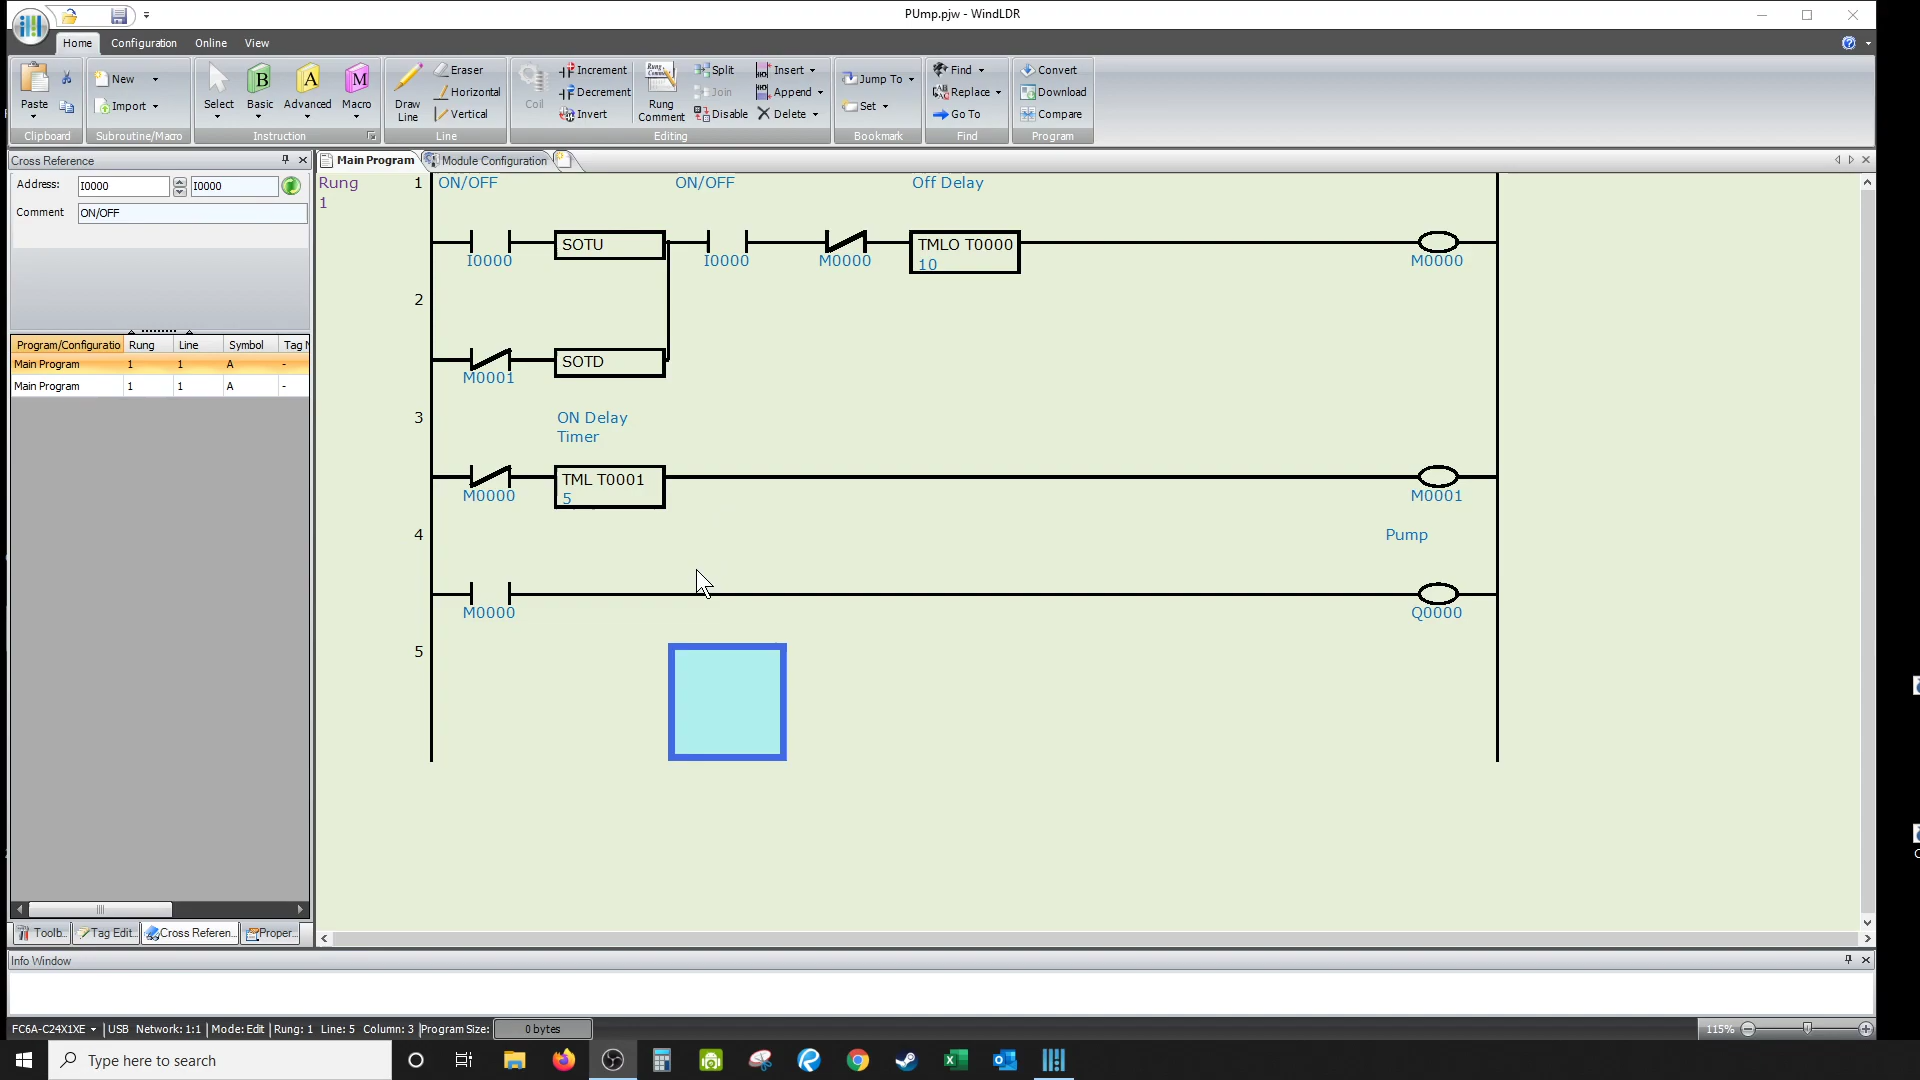 PUmp.pjw - WindLDR
Home Configuration Online View
Paste
Clipboard
New
Import
Subroutine/Macro
Select
B
Basic
A
Advanced
M
Macro
Instruction
Draw
Line
Eraser
Horizontal
Vertical
Line
Coil
Increment
Decrement
Invert
Rung
Comment
Split
Join
Disable
Insert
Append
Delete
Editing
Jump To
Set
Bookmark
Find
Replace
Go To
Find
Convert
Download
Compare
Program
Cross Reference
Address: I0000 I0000
Comment ON/OFF
Program/Configuratio Rung Line Symbol Tag N
Main Program 1 1 A -
Main Program 1 1 A -
Toolb... Tag Edit... Cross Referen... Proper...
Main Program Module Configuration
Rung
1
1 ON/OFF ON/OFF Off Delay
SOTU TMLO T0000
10
I0000 I0000 M0000 M0000
2
SOTD
M0001
3 ON Delay
Timer
TML T0001
5
M0000 M0001
4 Pump
M0000 Q0000
5
Info Window
FC6A-C24X1XE USB Network: 1:1 Mode: Edit Rung: 1 Line: 5 Column: 3 Program Size: 0 bytes 115%
Type here to search